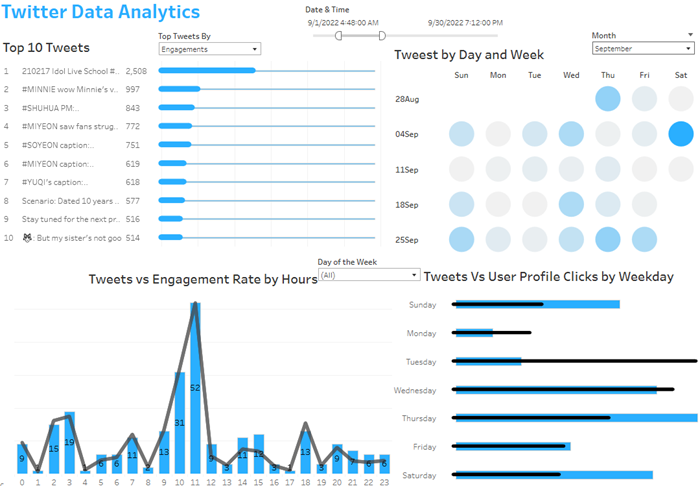 Twitter Data Analytics
Date & Time
9/1/2022 4:48:00 AM 9/30/2022 7:12:00 PM
Top 10 Tweets
Top Tweets By
Engagements
Month
September
Tweest by Day and Week
Sun Mon Tue Wed Thu Fri Sat
28Aug
04Sep
11Sep
18Sep
25Sep
1 210217 Idol Live School #.. 2,508
2 #MINNIE wow Minnie's v.. 997
3 #SHUHUA PM:.. 843
4 #MIYEON saw fans strug.. 772
5 #SOYEON caption:.. 751
6 #MIYEON caption:.. 619
7 #YUQI's caption:.. 618
8 Scenario: Dated 10 years .. 577
9 Stay tuned for the next pr.. 516
10 : But my sister's not goo 514
Tweets vs Engagement Rate by Hours
Day of the Week
(All)
9 1 15 19 1 6 6 11 2 13 31 52 9 3 11 12 3 1 13 3 9 7 6 6
0 1 2 3 4 5 6 7 8 9 10 11 12 13 14 15 16 17 18 19 20 21 22 23
Tweets Vs User Profile Clicks by Weekday
Sunday
Monday
Tuesday
Wednesday
Thursday
Friday
Saturday